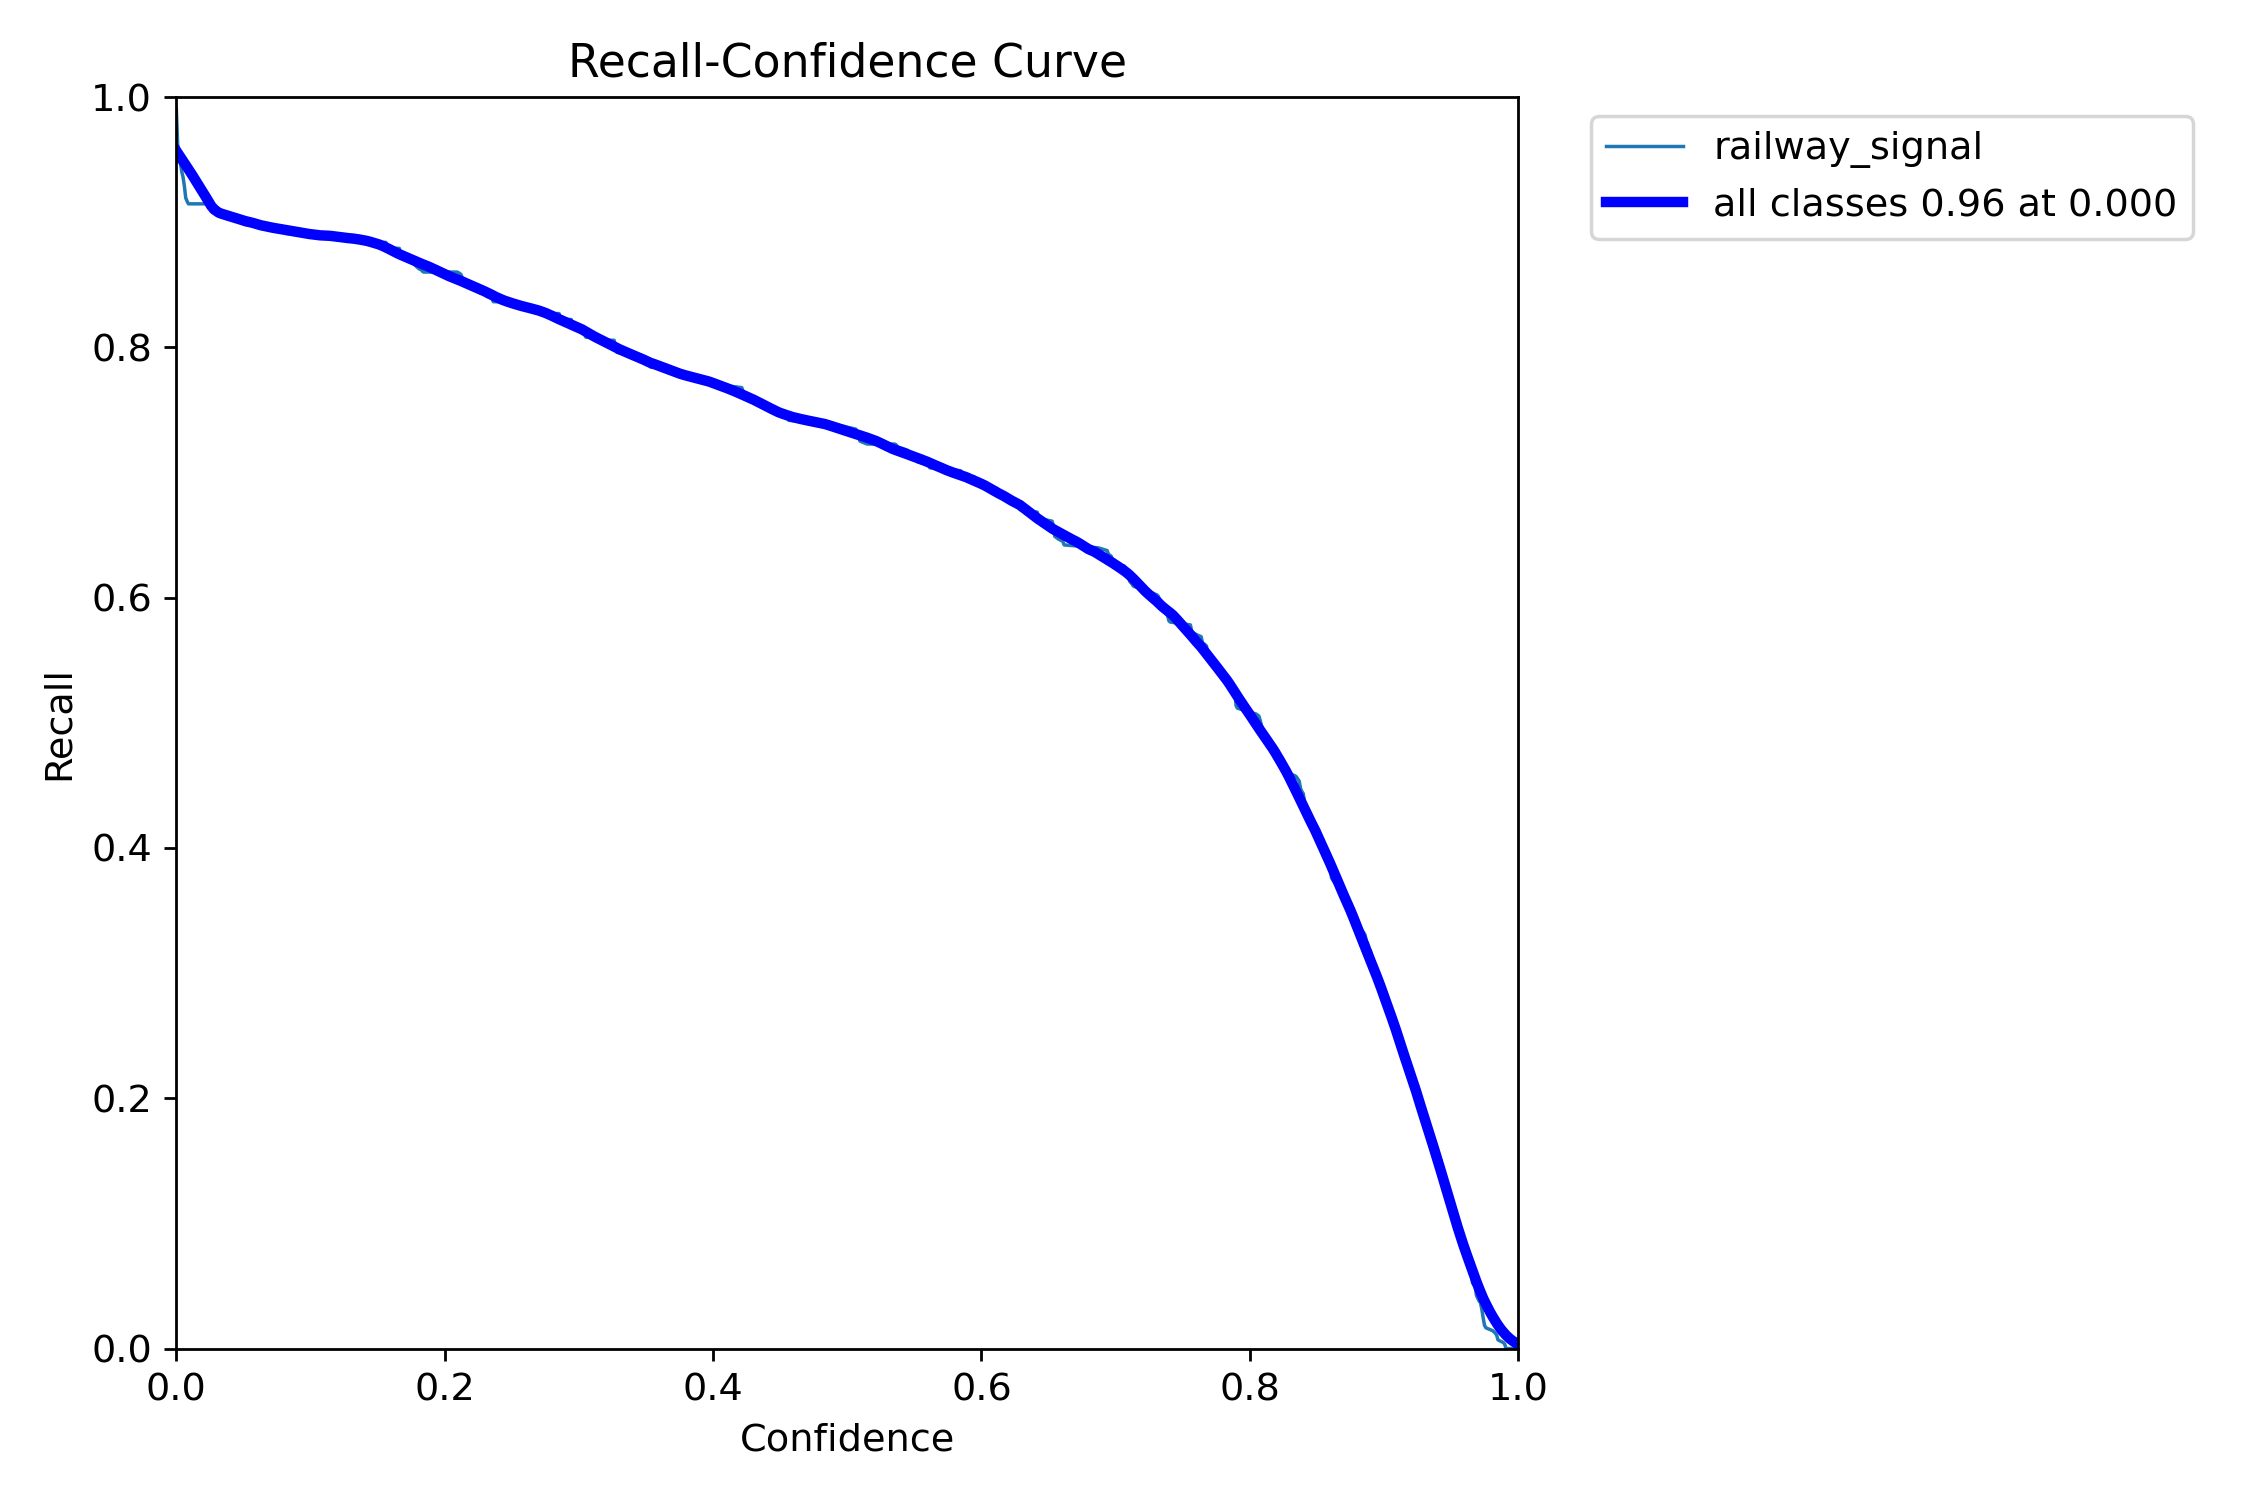 Recall-Confidence Curve
1.0
0.8
0.6
0.4
0.2
0.0
Recall
0.0 0.2 0.4 0.6 0.8 1.0
Confidence
railway_signal
all classes 0.96 at 0.000